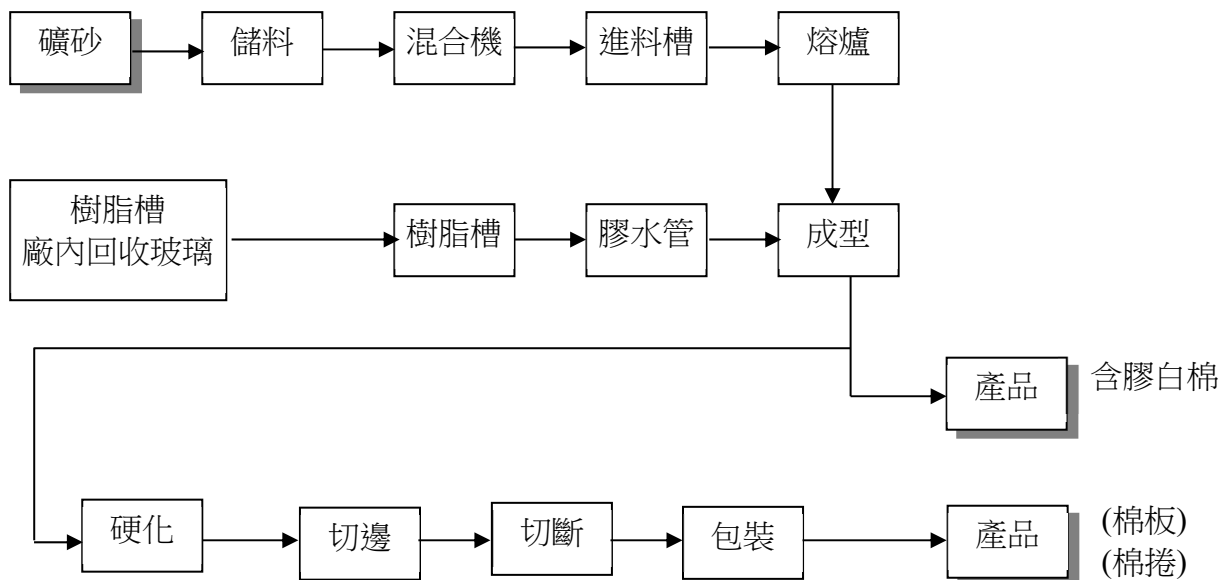 礦砂
儲料
混合機
進料槽
熔爐
樹脂槽
廠內回收玻璃
樹脂槽
膠水管
成型
產品
含膠白棉
硬化
切邊
切斷
包裝
產品
(棉板)
(棉捲)